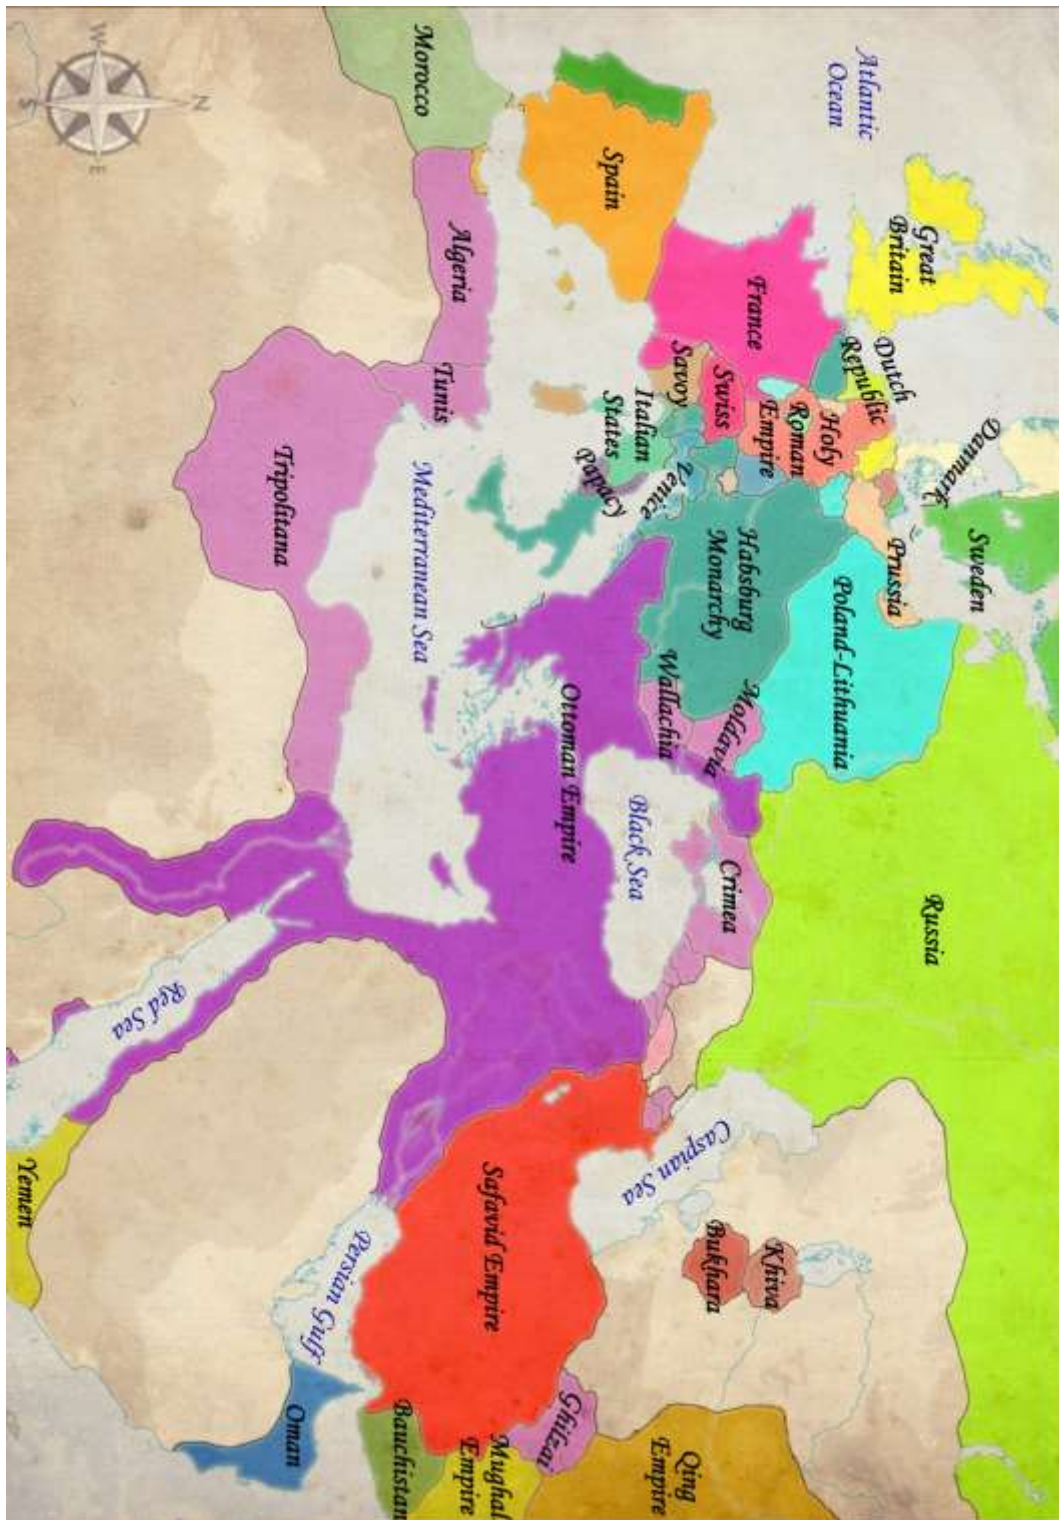 Atlantic
Ocean
Great
Britain
Danmark
Sweden
Dutch
Republic
Holy
Roman
Empire
Prussia
Poland-Lithuania
Russia
France
Swiss
Savoy
Italian
States
Papacy
Venice
Habsburg
Monarchy
Moldavia
Wallachia
Crimea
Spain
Morocco
Algeria
Tunis
Tripolitana
Mediterranean Sea
Ottoman Empire
Black Sea
Caspian Sea
Khiva
Bukhara
Safavid Empire
Persian Gulf
Red Sea
Yemen
Oman
Bauchistan
Mughal
Empire
Ghilzai
Qing
Empire
N
W
E
S